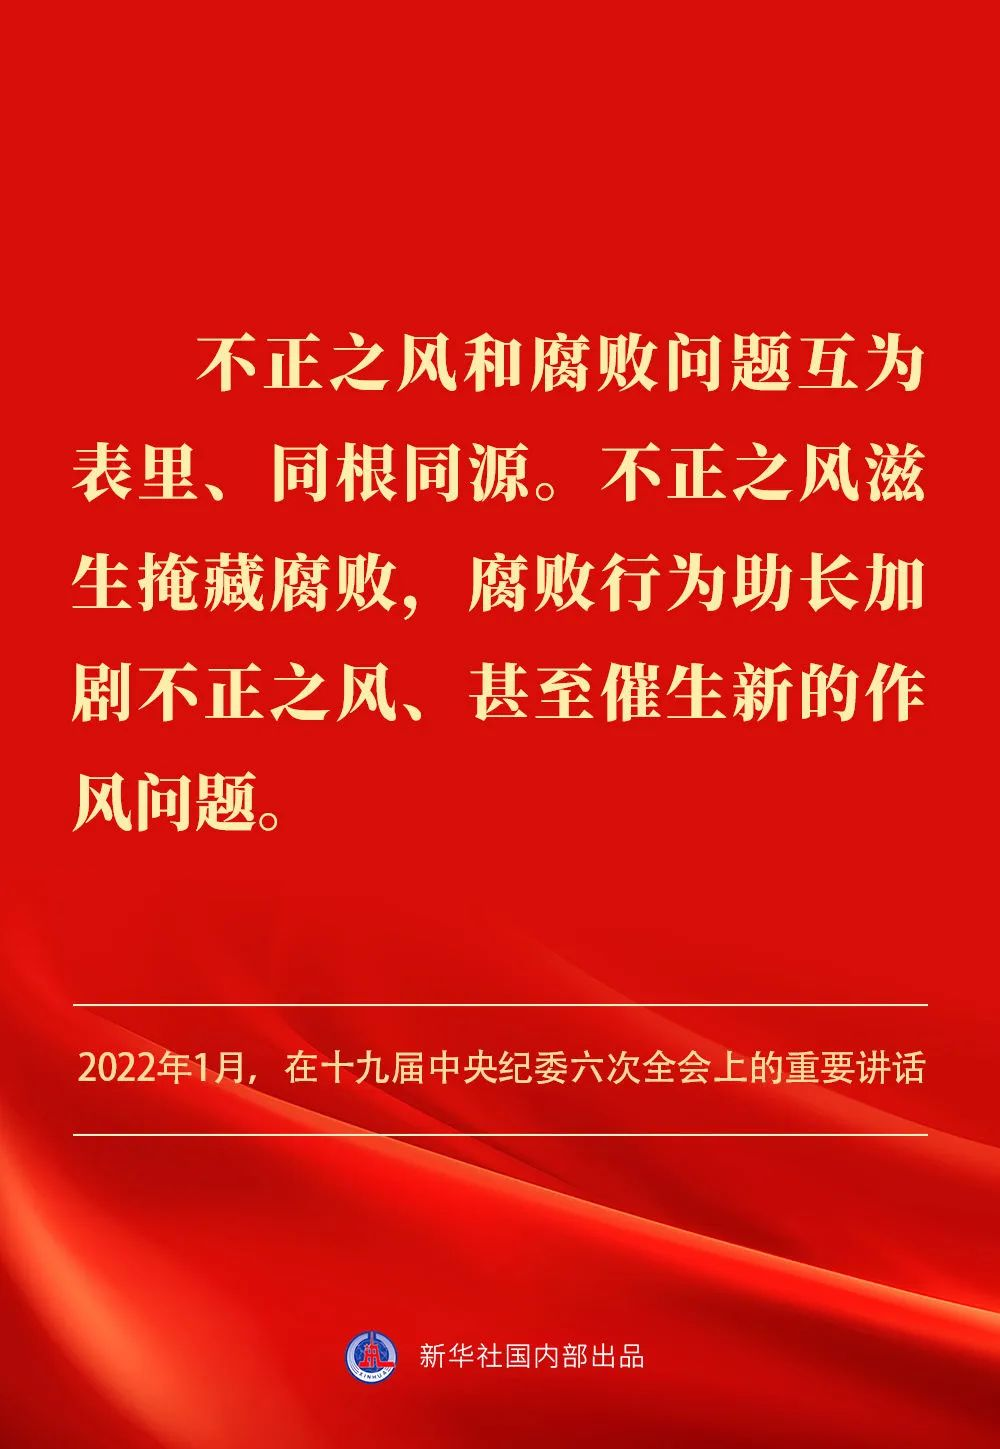 不正之风和腐败问题互为
表里、同根同源。不正之风滋
生掩藏腐败，腐败行为助长加
剧不正之风、甚至催生新的作
风问题。
2022年1月，在十九届中央纪委六次全会上的重要讲话
XINHUA
新华社国内部出品